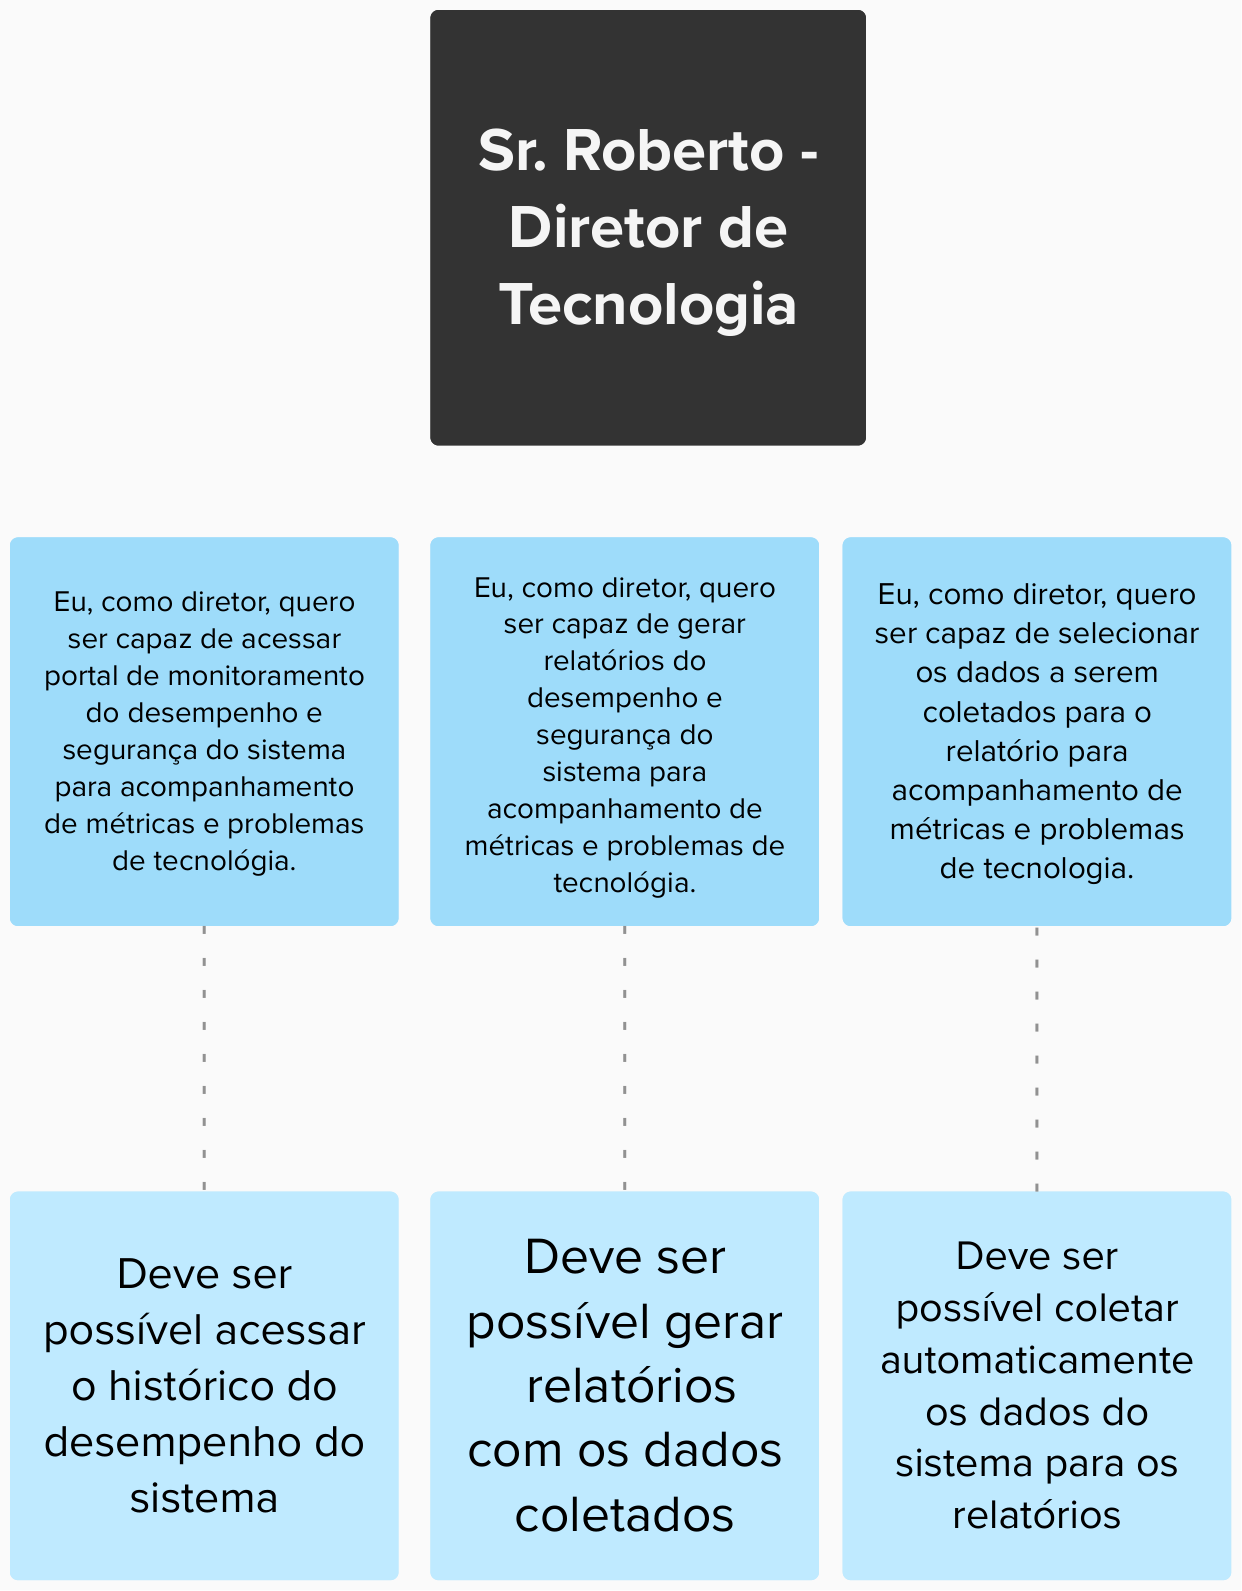 Sr. Roberto -
Diretor de
Tecnologia
Eu, como diretor, quero
ser capaz de acessar
portal de monitoramento
do desempenho e
segurança do sistema
para acompanhamento
de métricas e problemas
de tecnológia.
Eu, como diretor, quero
ser capaz de gerar
relatórios do
desempenho e
segurança do
sistema para
acompanhamento de
métricas e problemas de
tecnológia.
Eu, como diretor, quero
ser capaz de selecionar
os dados a serem
coletados para o
relatório para
acompanhamento de
métricas e problemas
de tecnologia.
Deve ser
possível acessar
o histórico do
desempenho do
sistema
Deve ser
possível gerar
relatórios
com os dados
coletados
Deve ser
possível coletar
automaticamente
os dados do
sistema para os
relatórios